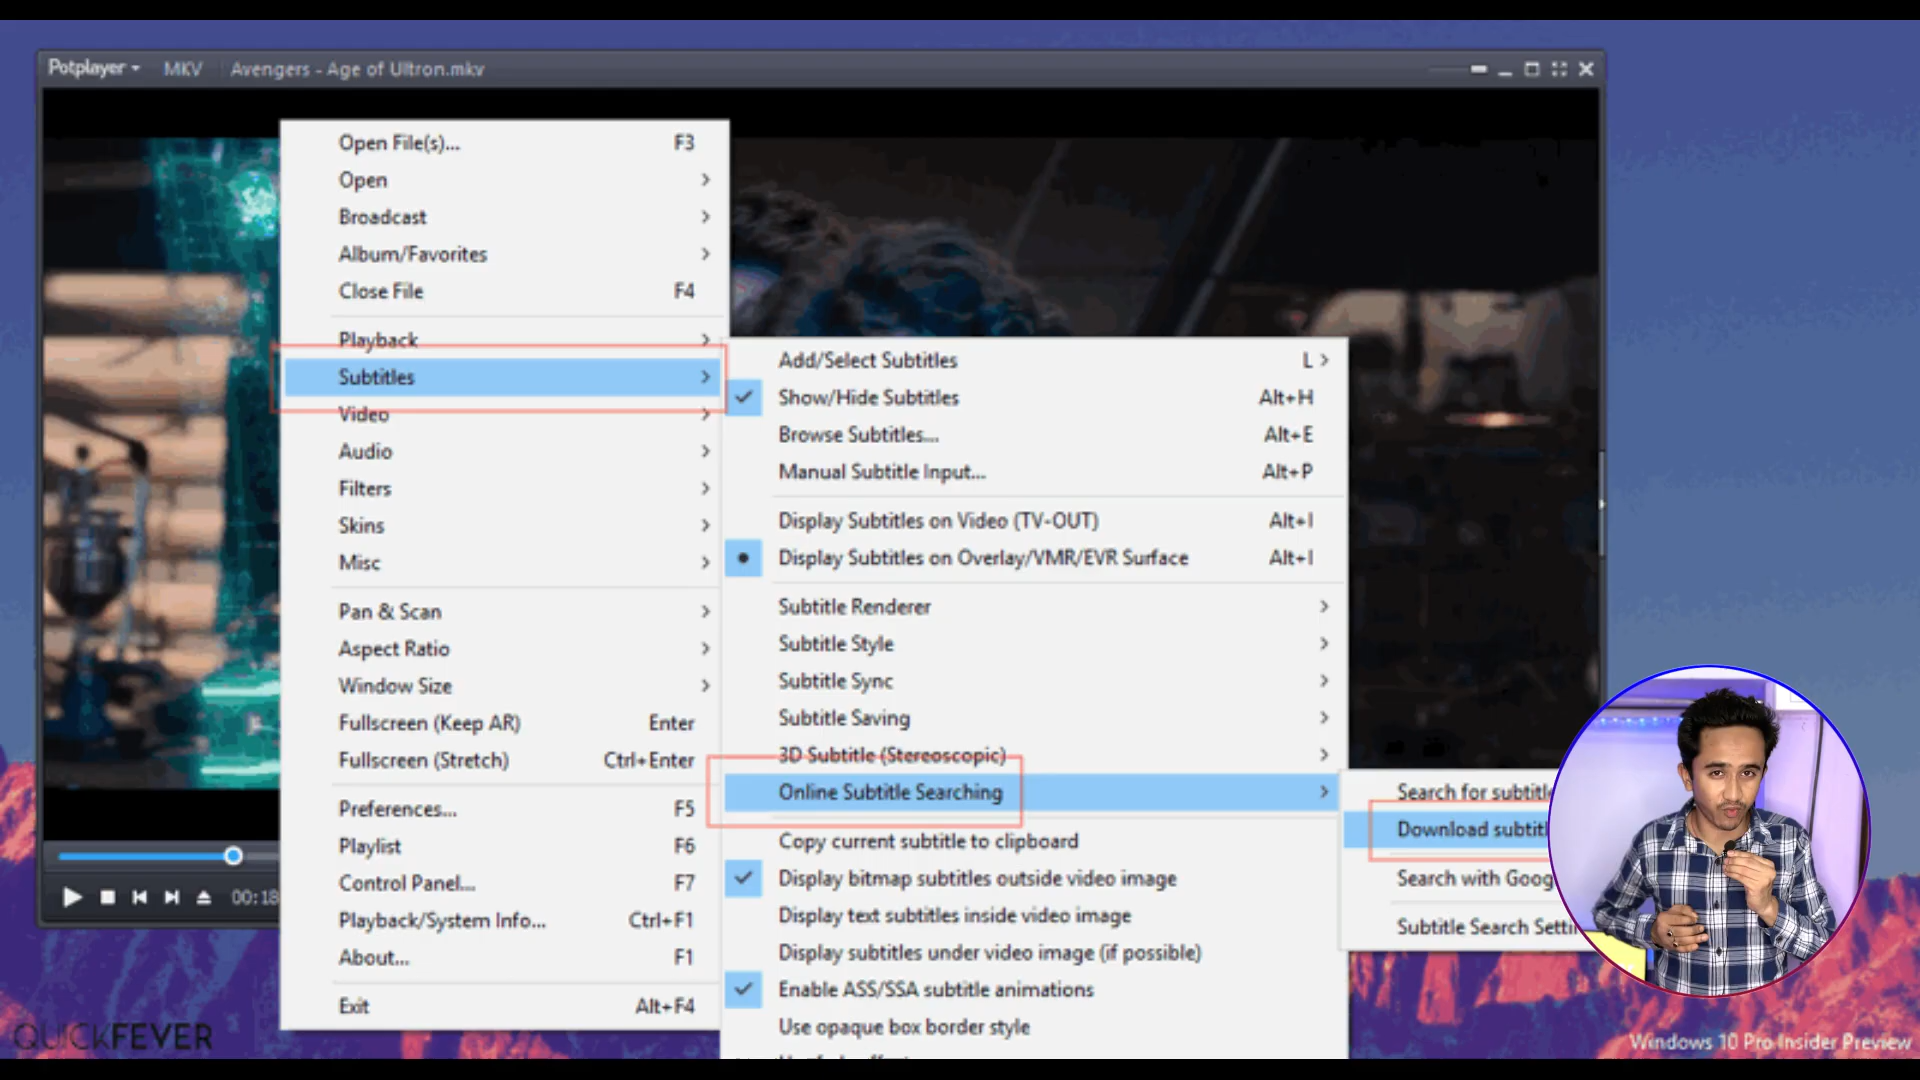 Potplayer MKV Avengers - Age of Ultron.mkv
Open File(s)... F3
Open
Broadcast
Album/Favorites
Close File F4
Playback
Subtitles
Video
Audio
Filters
Skins
Misc
Pan & Scan
Aspect Ratio
Window Size
Fullscreen (Keep AR) Enter
Fullscreen (Stretch) Ctrl+Enter
Preferences... F5
Playlist F6
Control Panel... F7
Playback/System Info... Ctrl+F1
About... F1
Exit Alt+F4
Add/Select Subtitles L
Show/Hide Subtitles Alt+H
Browse Subtitles... Alt+E
Manual Subtitle Input... Alt+P
Display Subtitles on Video (TV-OUT) Alt+I
Display Subtitles on Overlay/VMR/EVR Surface Alt+I
Subtitle Renderer
Subtitle Style
Subtitle Sync
Subtitle Saving
3D Subtitle (Stereoscopic)
Online Subtitle Searching
Copy current subtitle to clipboard
Display bitmap subtitles outside video image
Display text subtitles inside video image
Display subtitles under video image (if possible)
Enable ASS/SSA subtitle animations
Use opaque box border style
Search for subtitle
Download subtitl
Search with Goog
Subtitle Search Setti
00:18
QUICKFEVER
Windows 10 Pro Insider Preview